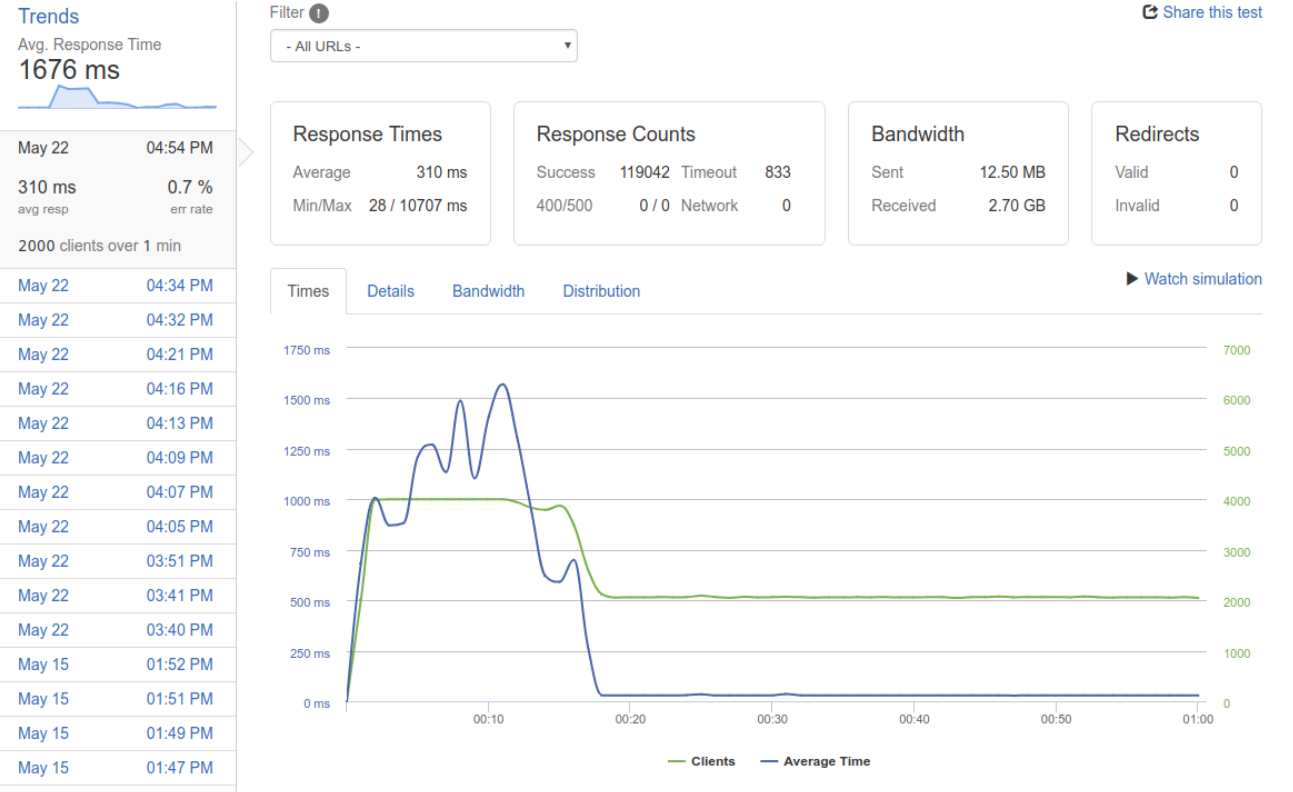 Trends
Avg. Response Time
1676 ms
May 22 04:54 PM
310 ms 0.7 %
avg resp err rate
2000 clients over 1 min
May 22 04:34 PM
May 22 04:32 PM
May 22 04:21 PM
May 22 04:16 PM
May 22 04:13 PM
May 22 04:09 PM
May 22 04:07 PM
May 22 04:05 PM
May 22 03:51 PM
May 22 03:41 PM
May 22 03:40 PM
May 15 01:52 PM
May 15 01:51 PM
May 15 01:49 PM
May 15 01:47 PM
Filter !
Share this test
- All URLs -
Response Times
Average 310 ms
Min/Max 28 / 10707 ms
Response Counts
Success 119042 Timeout 833
400/500 0 / 0 Network 0
Bandwidth
Sent 12.50 MB
Received 2.70 GB
Redirects
Valid 0
Invalid 0
Times Details Bandwidth Distribution
Watch simulation
1750 ms 7000
1500 ms 6000
1250 ms 5000
1000 ms 4000
750 ms 3000
500 ms 2000
250 ms 1000
0 ms 0
00:10 00:20 00:30 00:40 00:50 01:00
Clients Average Time